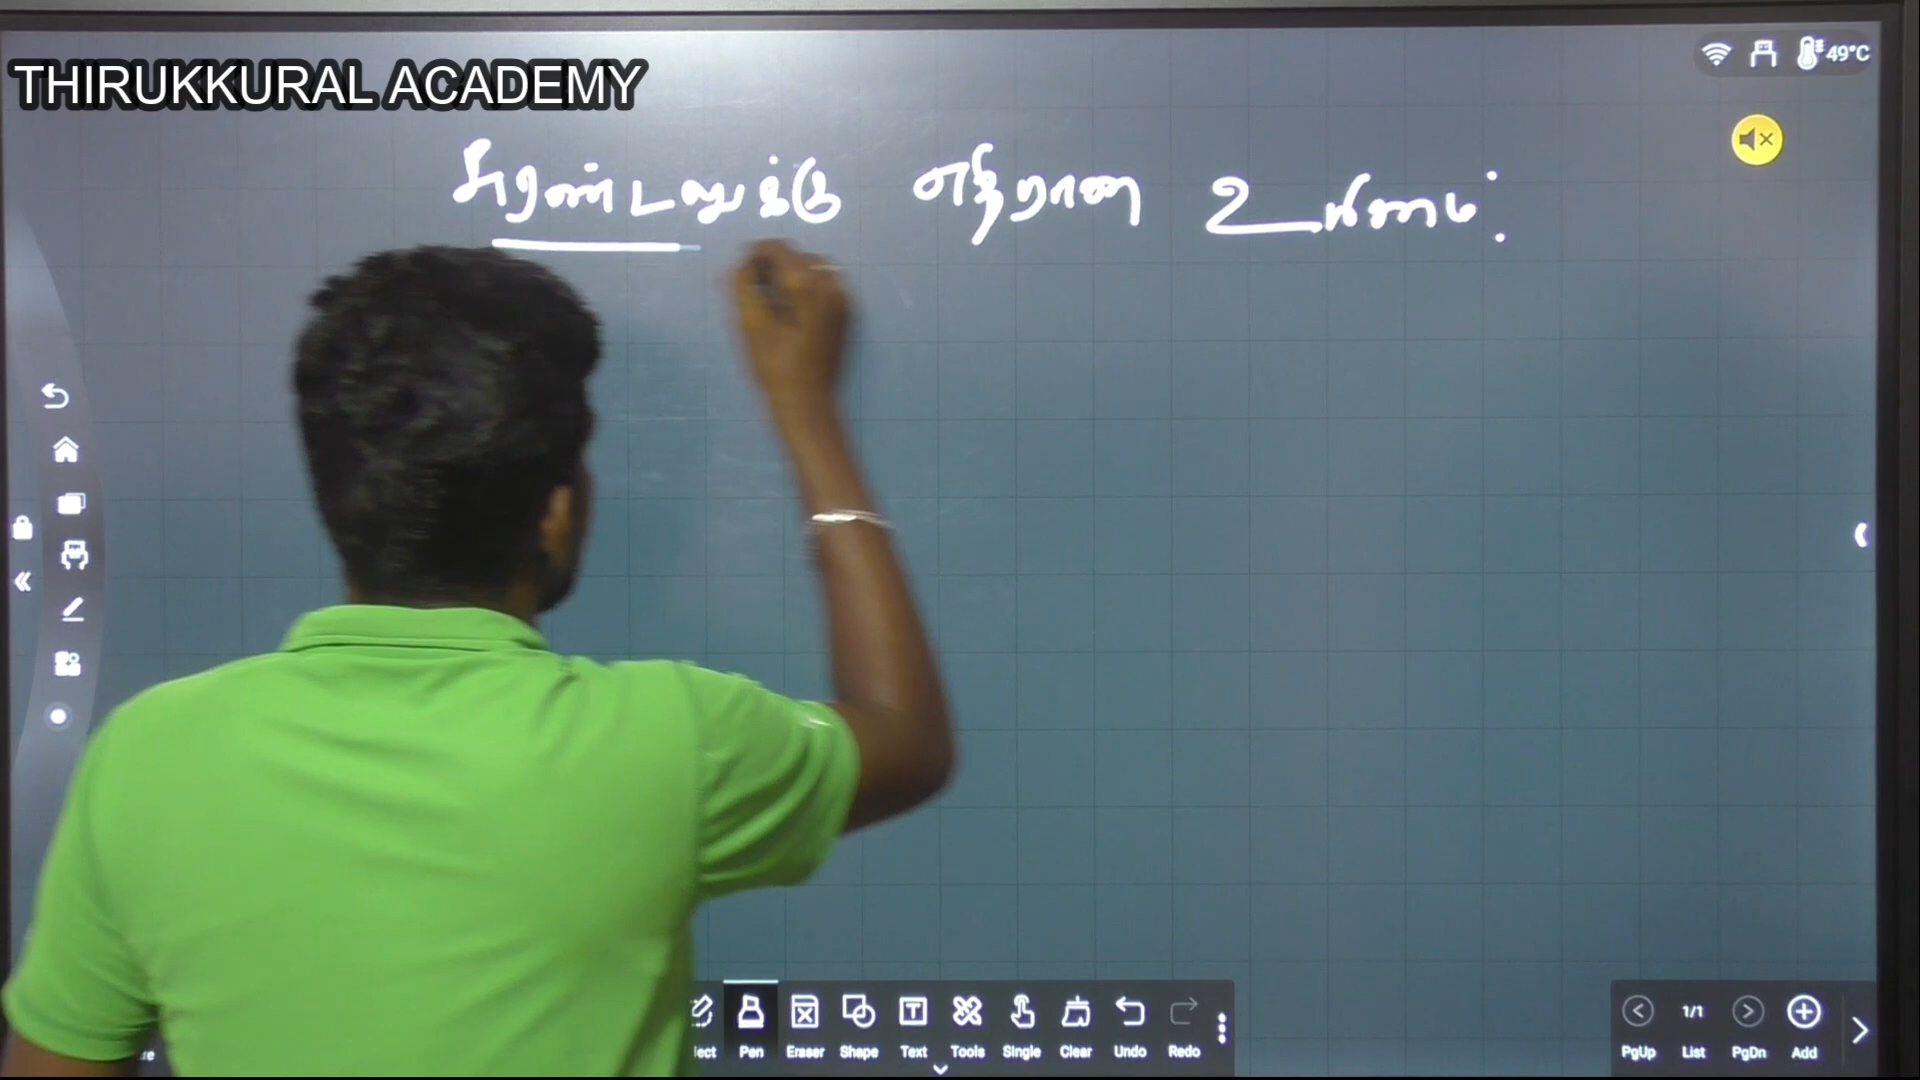 THIRUKKURAL ACADEMY
49°C
சுரண்டலுக்கு எதிரான உரிமை.
Pen Eraser Shape Text Tools Single Clear Undo Redo
PgUp 1/1 List PgDn Add